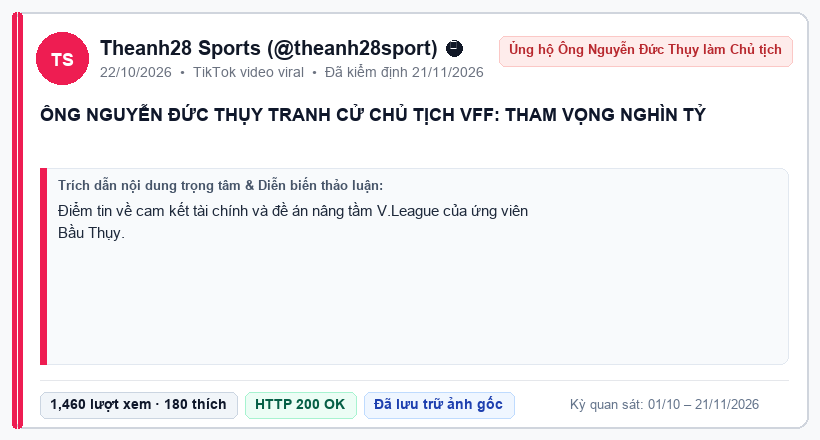 TS
Theanh28 Sports (@theanh28sport)
Ủng hộ Ông Nguyễn Đức Thụy làm Chủ tịch
22/10/2026 • TikTok video viral • Đã kiểm định 21/11/2026
ÔNG NGUYỄN ĐỨC THỤY TRANH CỬ CHỦ TỊCH VFF: THAM VỌNG NGHÌN TỶ
Trích dẫn nội dung trọng tâm & Diễn biến thảo luận:
Điểm tin về cam kết tài chính và đề án nâng tầm V.League của ứng viên
Bầu Thụy.
1,460 lượt xem · 180 thích
HTTP 200 OK
Đã lưu trữ ảnh gốc
Kỳ quan sát: 01/10 – 21/11/2026